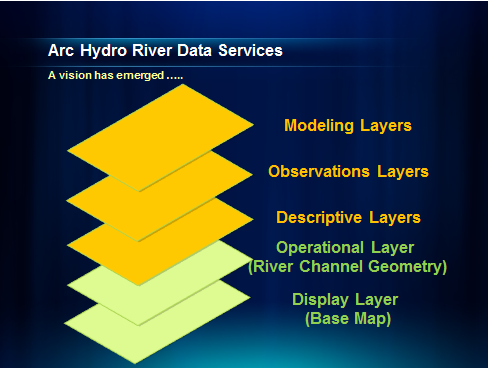 Arc Hydro River Data Services
A vision has emerged .....
Modeling Layers
Observations Layers
Descriptive Layers
Operational Layer
(River Channel Geometry)
Display Layer
(Base Map)